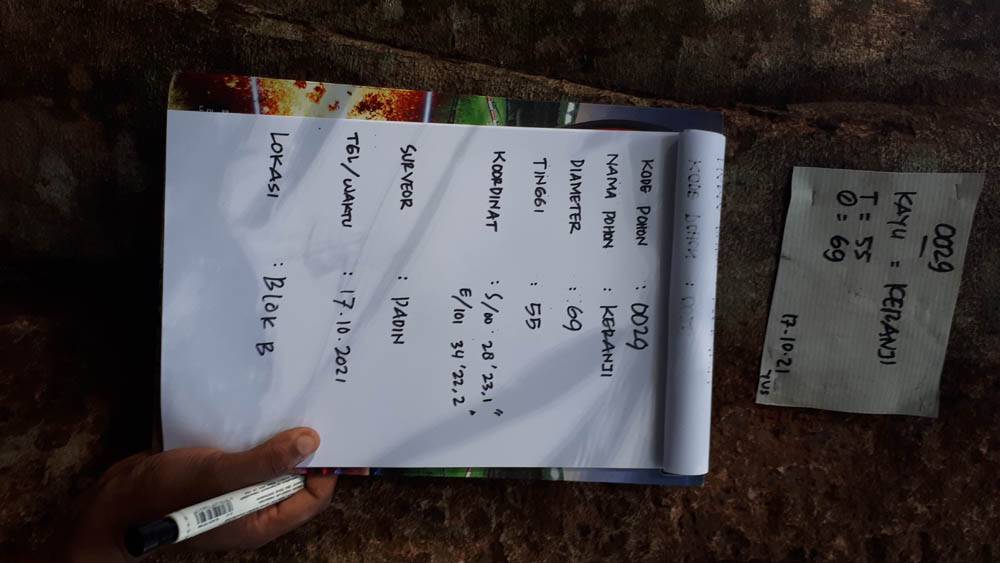 0029
KAYU = KERANJI
T = 55
Ø = 69
17.10.21
YUS
KODE POHON :
KODE POHON : 0029
NAMA POHON : KERANJI
DIAMETER : 69
TINGGI : 55
KOORDINAT : S/00° 28'23,1"
E/101 34'22,2"
SURVEOR : PADIN
TGL/WAKTU : 17.10.2021
LOKASI : BLOK B